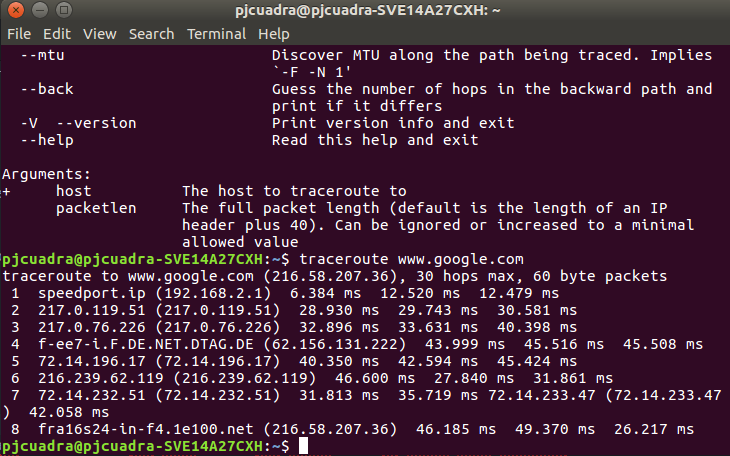 pjcuadra@pjcuadra-SVE14A27CXH: ~
File Edit View Search Terminal Help
--mtu Discover MTU along the path being traced. Implies
`-F -N 1'
--back Guess the number of hops in the backward path and
print if it differs
-V --version Print version info and exit
--help Read this help and exit
Arguments:
+ host The host to traceroute to
packetlen The full packet length (default is the length of an IP
header plus 40). Can be ignored or increased to a minimal
allowed value
pjcuadra@pjcuadra-SVE14A27CXH:~$ traceroute www.google.com
traceroute to www.google.com (216.58.207.36), 30 hops max, 60 byte packets
1 speedport.ip (192.168.2.1) 6.384 ms 12.520 ms 12.479 ms
2 217.0.119.51 (217.0.119.51) 28.930 ms 29.743 ms 30.581 ms
3 217.0.76.226 (217.0.76.226) 32.896 ms 33.631 ms 40.398 ms
4 f-ee7-i.F.DE.NET.DTAG.DE (62.156.131.222) 43.999 ms 45.516 ms 45.508 ms
5 72.14.196.17 (72.14.196.17) 40.350 ms 42.594 ms 45.424 ms
6 216.239.62.119 (216.239.62.119) 46.600 ms 27.840 ms 31.861 ms
7 72.14.232.51 (72.14.232.51) 31.813 ms 35.719 ms 72.14.233.47 (72.14.233.47
) 42.058 ms
8 fra16s24-in-f4.1e100.net (216.58.207.36) 46.185 ms 49.370 ms 26.217 ms
pjcuadra@pjcuadra-SVE14A27CXH:~$